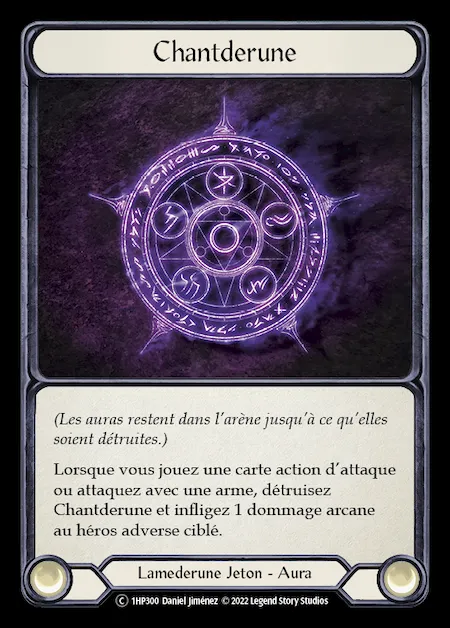 Chantderune
(Les auras restent dans l'arène jusqu'à ce qu'elles
soient détruites.)
Lorsque vous jouez une carte action d'attaque
ou attaquez avec une arme, détruisez
Chantderune et infligez 1 dommage arcane
au héros adverse ciblé.
Lamederune Jeton - Aura
C 1HP300 Daniel Jiménez © 2022 Legend Story Studios